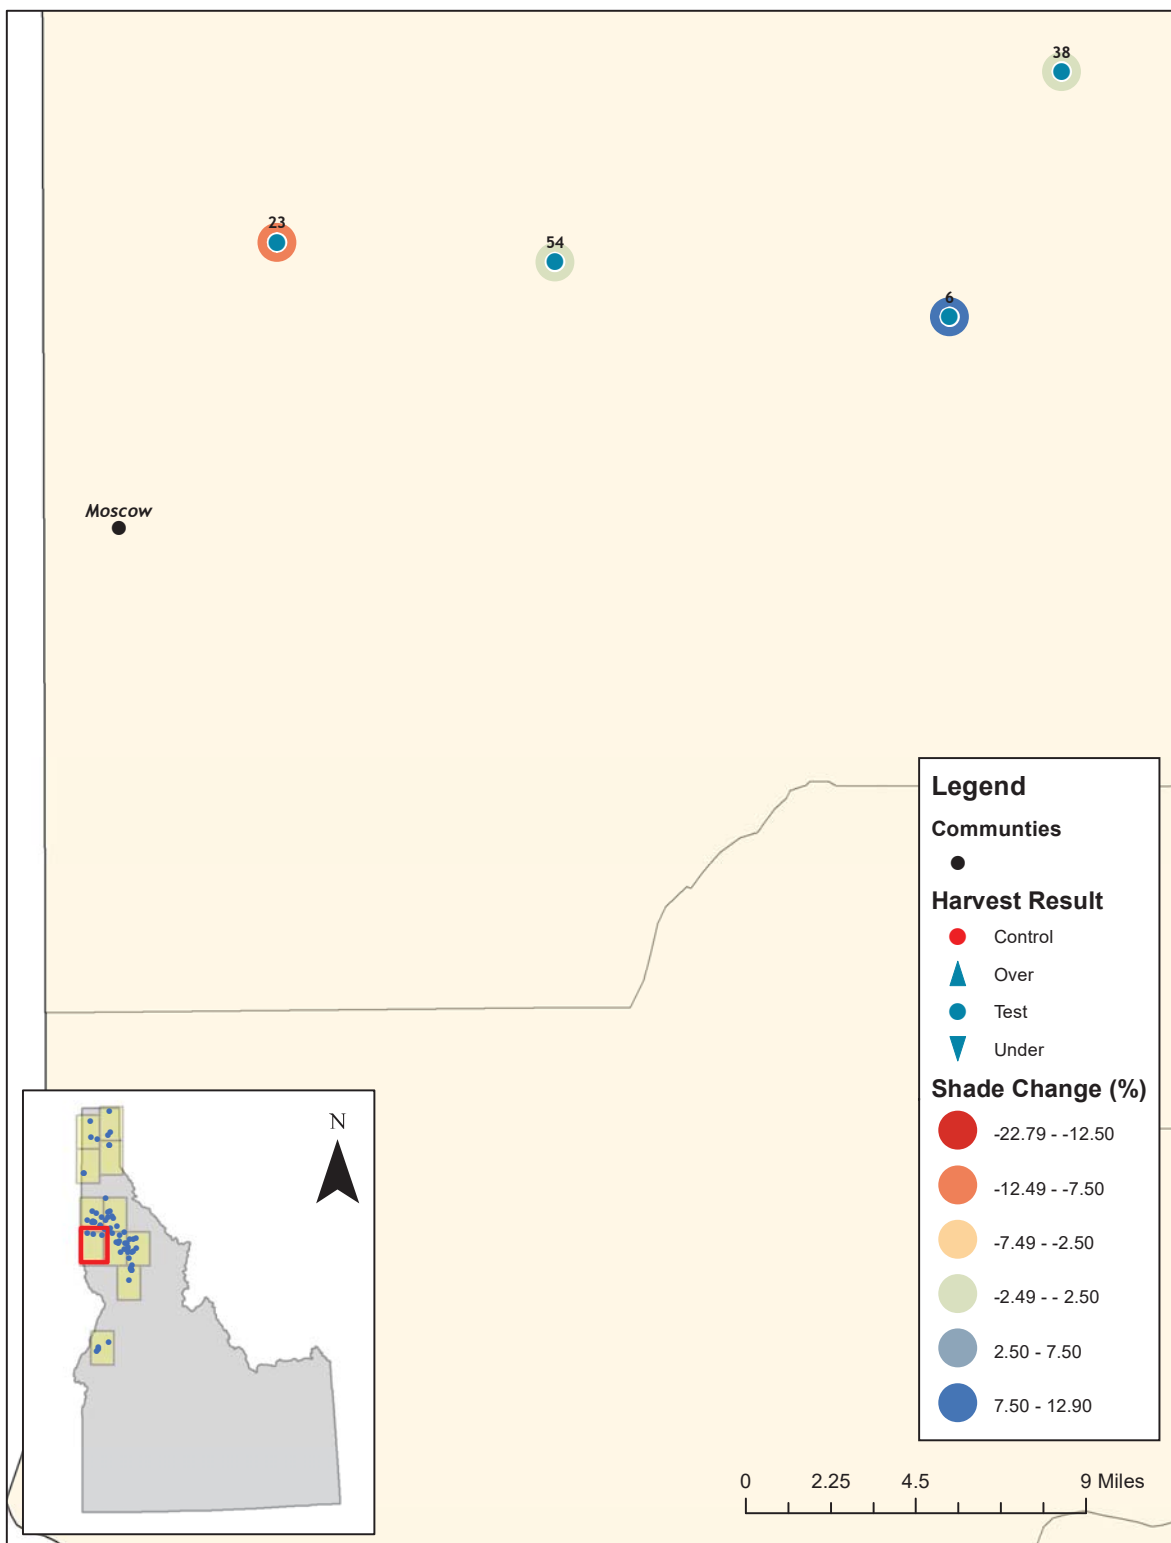 38
23
54
6
Moscow
Legend
Communties
Harvest Result
Control
Over
Test
Under
Shade Change (%)
-22.79 - -12.50
-12.49 - -7.50
-7.49 - -2.50
-2.49 - - 2.50
2.50 - 7.50
7.50 - 12.90
N
0 2.25 4.5 9 Miles